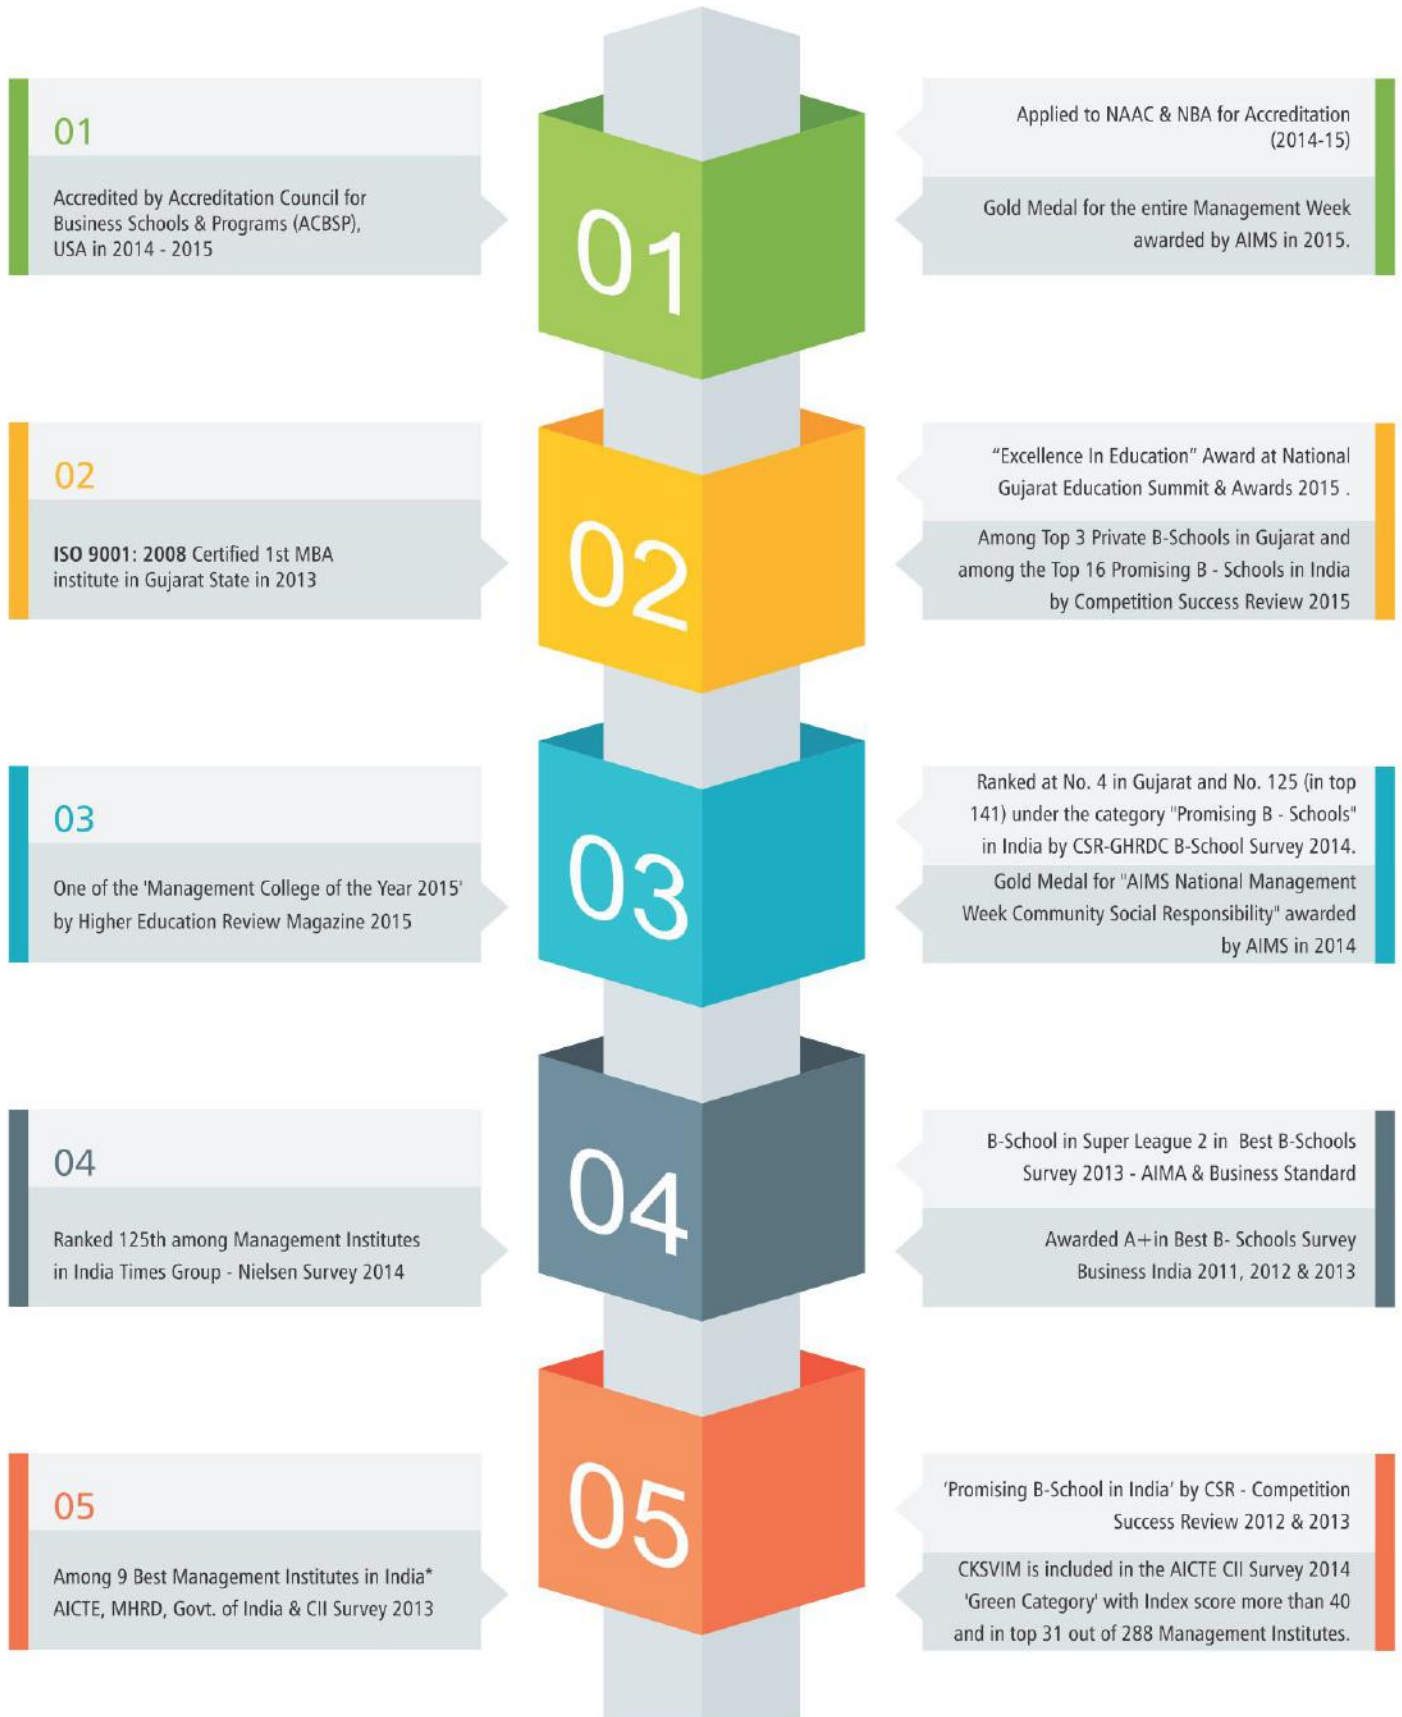 01
Accredited by Accreditation Council for
Business Schools & Programs (ACBSP),
USA in 2014 - 2015
01
Applied to NAAC & NBA for Accreditation
(2014-15)
Gold Medal for the entire Management Week
awarded by AIMS in 2015.
02
ISO 9001: 2008 Certified 1st MBA
institute in Gujarat State in 2013
02
“Excellence In Education” Award at National
Gujarat Education Summit & Awards 2015 .
Among Top 3 Private B-Schools in Gujarat and
among the Top 16 Promising B - Schools in India
by Competition Success Review 2015
03
One of the 'Management College of the Year 2015'
by Higher Education Review Magazine 2015
03
Ranked at No. 4 in Gujarat and No. 125 (in top
141) under the category "Promising B - Schools"
in India by CSR-GHRDC B-School Survey 2014.
Gold Medal for "AIMS National Management
Week Community Social Responsibility" awarded
by AIMS in 2014
04
Ranked 125th among Management Institutes
in India Times Group - Nielsen Survey 2014
04
B-School in Super League 2 in Best B-Schools
Survey 2013 - AIMA & Business Standard
Awarded A+in Best B- Schools Survey
Business India 2011, 2012 & 2013
05
Among 9 Best Management Institutes in India*
AICTE, MHRD, Govt. of India & CII Survey 2013
05
‘Promising B-School in India’ by CSR - Competition
Success Review 2012 & 2013
CKSVIM is included in the AICTE CII Survey 2014
'Green Category' with Index score more than 40
and in top 31 out of 288 Management Institutes.